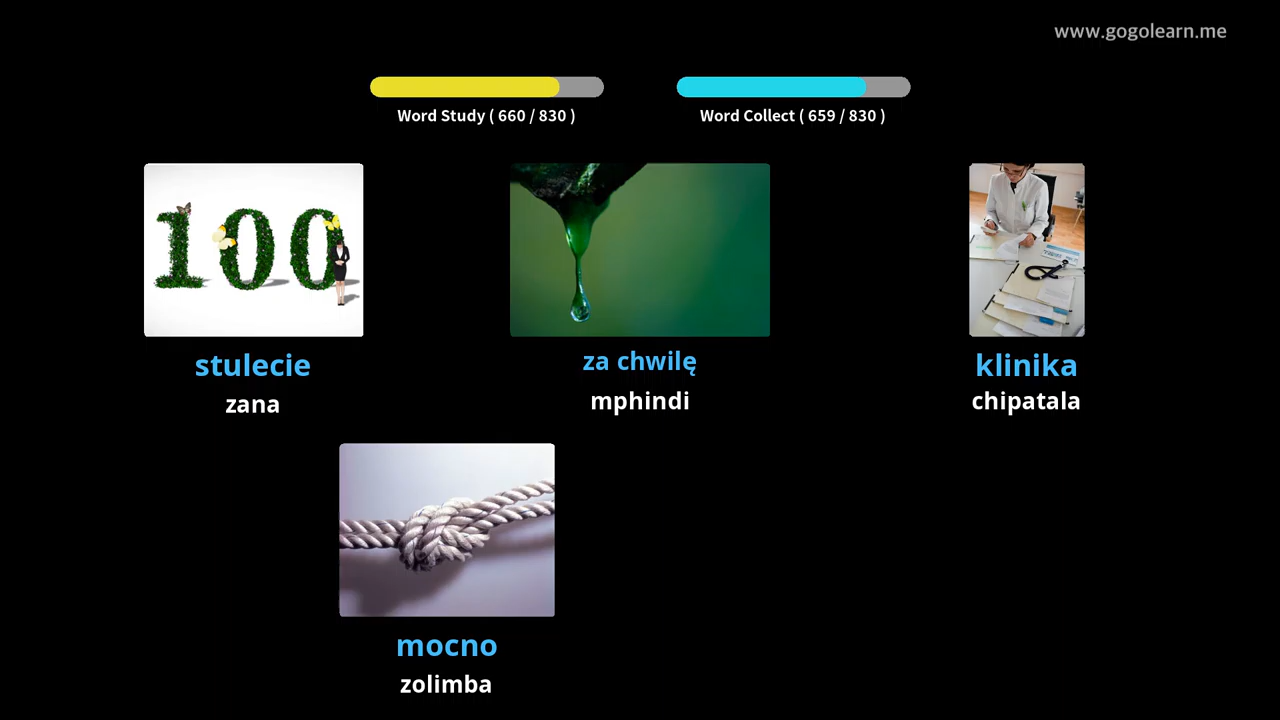 www.gogolearn.me
Word Study ( 660 / 830 )
Word Collect ( 659 / 830 )
stulecie
zana
za chwilę
mphindi
klinika
chipatala
mocno
zolimba